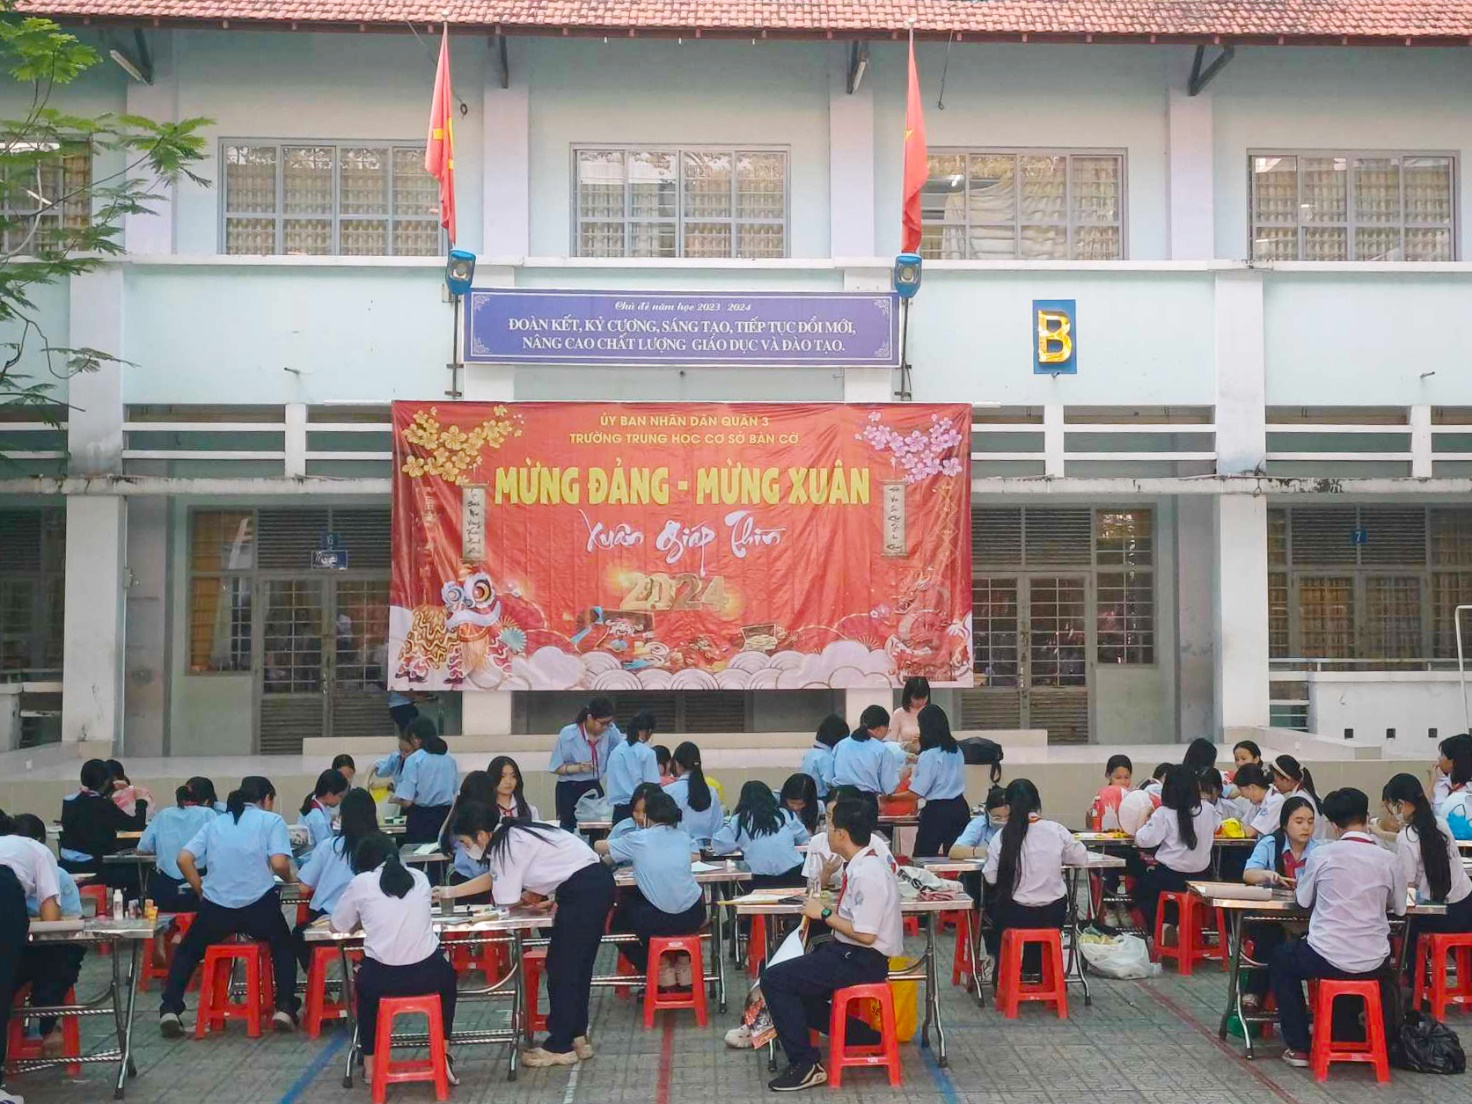 Chủ đề năm học 2023 - 2024
ĐOÀN KẾT, KỶ CƯƠNG, SÁNG TẠO, TIẾP TỤC ĐỔI MỚI,
NÂNG CAO CHẤT LƯỢNG GIÁO DỤC VÀ ĐÀO TẠO.
B
ỦY BAN NHÂN DÂN QUẬN 3
TRƯỜNG TRUNG HỌC CƠ SỞ BÀN CỜ
MỪNG ĐẢNG - MỪNG XUÂN
Xuân Giáp Thìn
2024
6
7